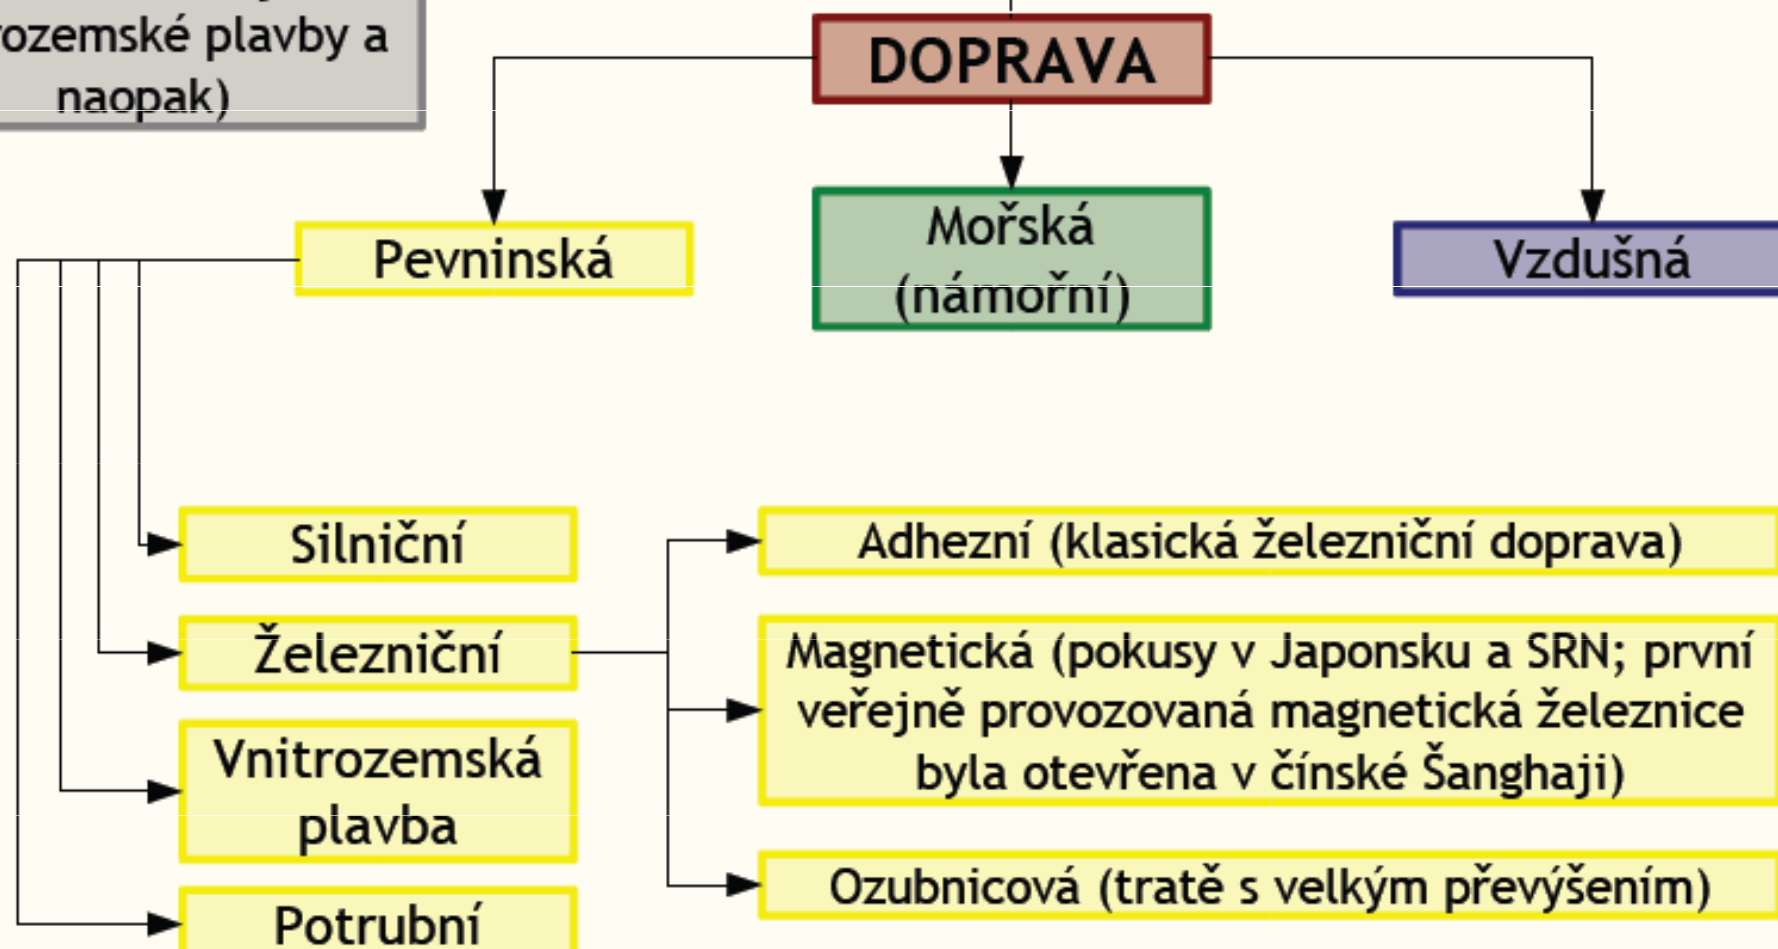 plavby a
naopak)
DOPRAVA
Pevninská
Mořská
(námořní)
Vzdušná
Silniční
Železniční
Vnitrozemská
plavba
Potrubní
Adhezní (klasická železniční doprava)
Magnetická (pokusy v Japonsku a SRN; první
veřejně provozovaná magnetická železnice
byla otevřena v čínské Šanghaji)
Ozubnicová (tratě s velkým převýšením)